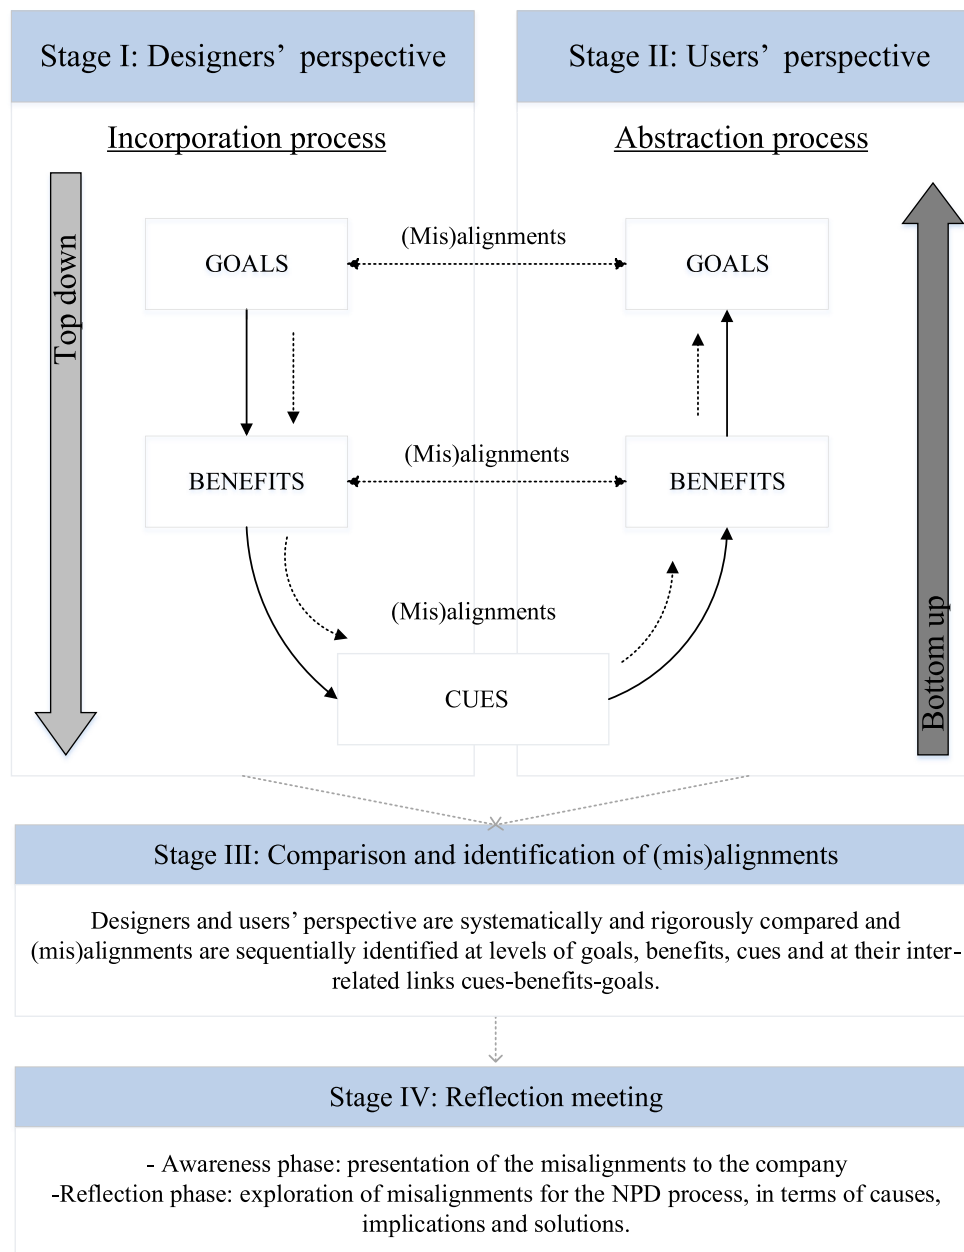 Stage I: Designers’ perspective
Incorporation process
Top down
GOALS
BENEFITS
Stage II: Users’ perspective
Abstraction process
Bottom up
GOALS
BENEFITS
(Mis)alignments
(Mis)alignments
(Mis)alignments
CUES
Stage III: Comparison and identification of (mis)alignments
Designers and users’ perspective are systematically and rigorously compared and
(mis)alignments are sequentially identified at levels of goals, benefits, cues and at their inter-
related links cues-benefits-goals.
Stage IV: Reflection meeting
- Awareness phase: presentation of the misalignments to the company
-Reflection phase: exploration of misalignments for the NPD process, in terms of causes,
implications and solutions.